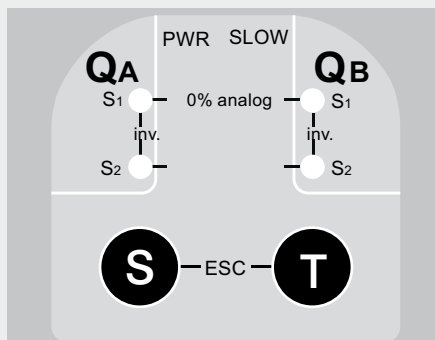 PWR SLOW
QA QB
S1 0% analog S1
inv. inv.
S2 S2
S ESC T